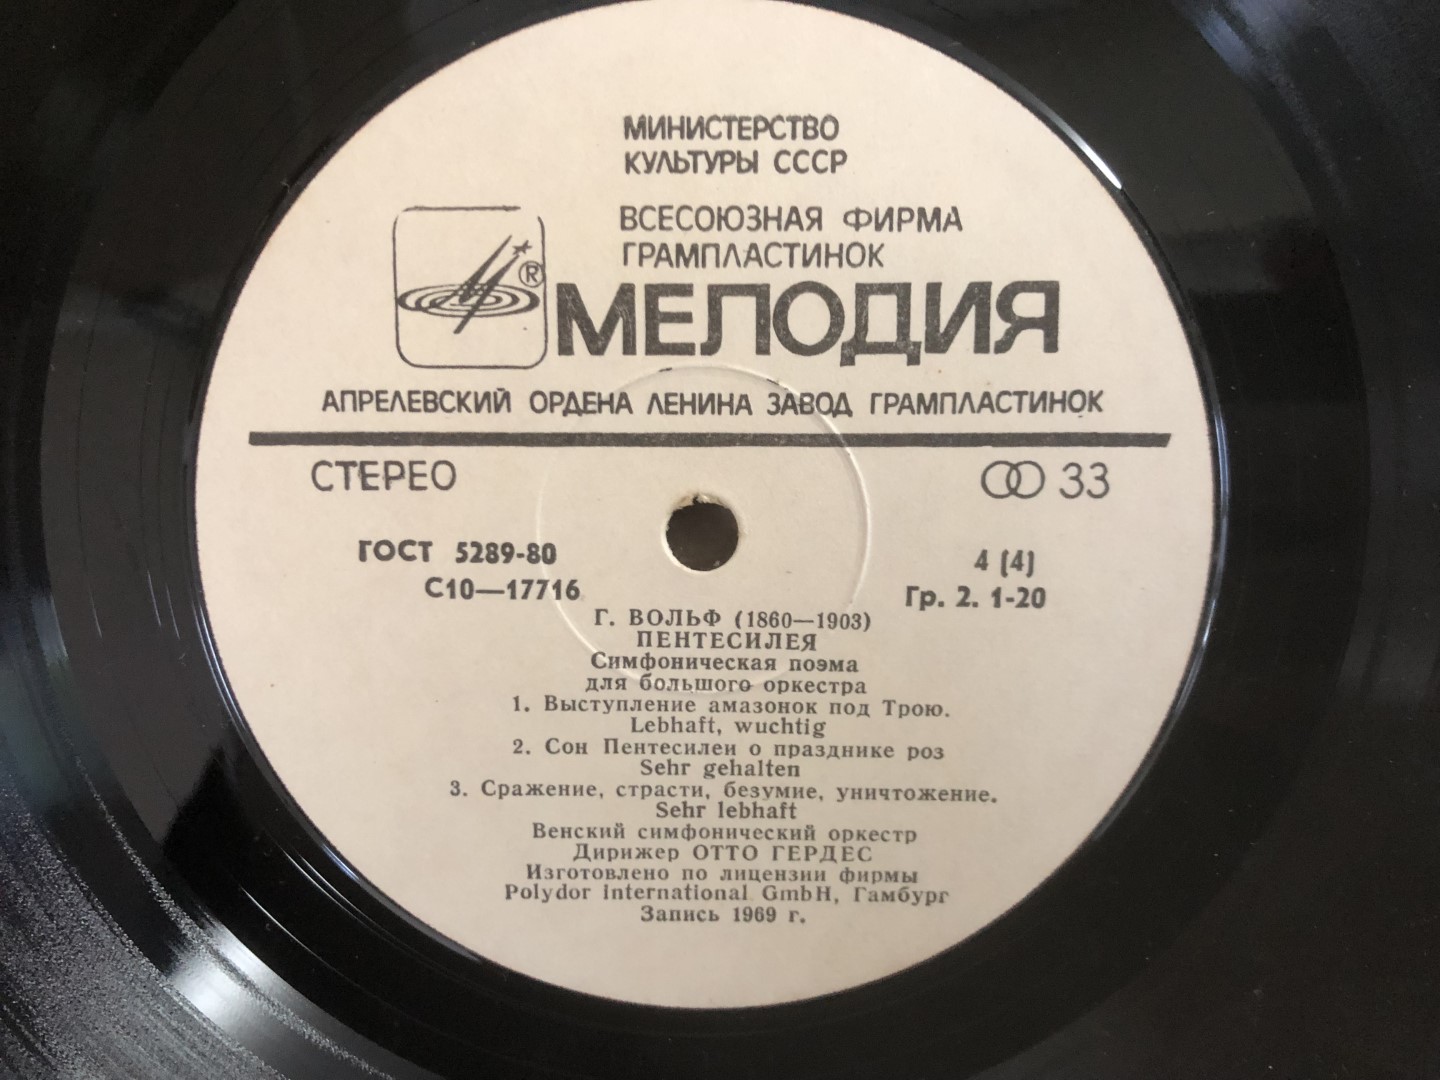 МИНИСТЕРСТВО
КУЛЬТУРЫ СССР
ВСЕСОЮЗНАЯ ФИРМА
ГРАМПЛАСТИНОК
®
МЕЛОДИЯ
АПРЕЛЕВСКИЙ ОРДЕНА ЛЕНИНА ЗАВОД ГРАМПЛАСТИНОК
СТЕРЕО 33
ГОСТ 5289-80 4 (4)
С10—17716 Гр. 2. 1-20
Г. ВОЛЬФ (1860—1903)
ПЕНТЕСИЛЕЯ
Симфоническая поэма
для большого оркестра
1. Выступление амазонок под Трою.
Lebhaft, wuchtig
2. Сон Пентесилеи о празднике роз
Sehr gehalten
3. Сражение, страсти, безумие, уничтожение.
Sehr lebhaft
Венский симфонический оркестр
Дирижер ОТТО ГЕРДЕС
Изготовлено по лицензии фирмы
Polydor international GmbH, Гамбург
Запись 1969 г.